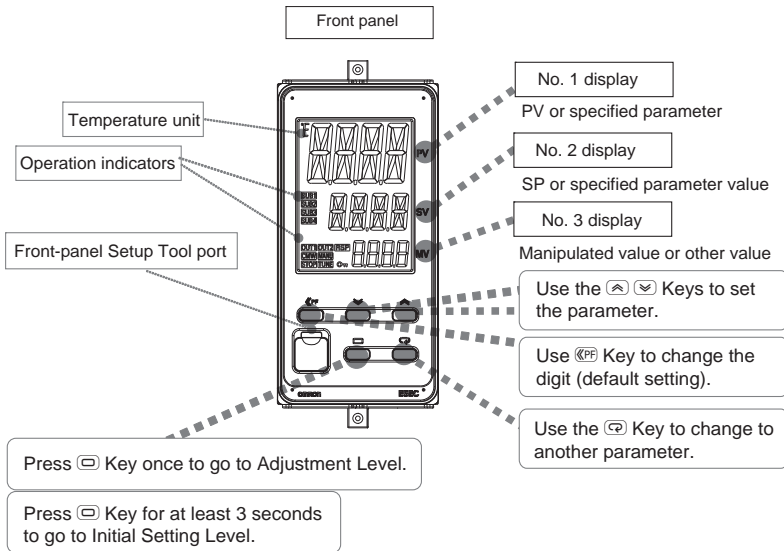 Front panel
Temperature unit
Operation indicators
Front-panel Setup Tool port
°C
PV
SUB1
SUB2
SUB3
SUB4
SV
OUT1 OUT2 RSP
CMW MANU
STOP TUNE
MV
PF
omron E5EC
No. 1 display
PV or specified parameter
No. 2 display
SP or specified parameter value
No. 3 display
Manipulated value or other value
Use the Keys to set
the parameter.
Use PF Key to change the
digit (default setting).
Use the Key to change to
another parameter.
Press Key once to go to Adjustment Level.
Press Key for at least 3 seconds
to go to Initial Setting Level.